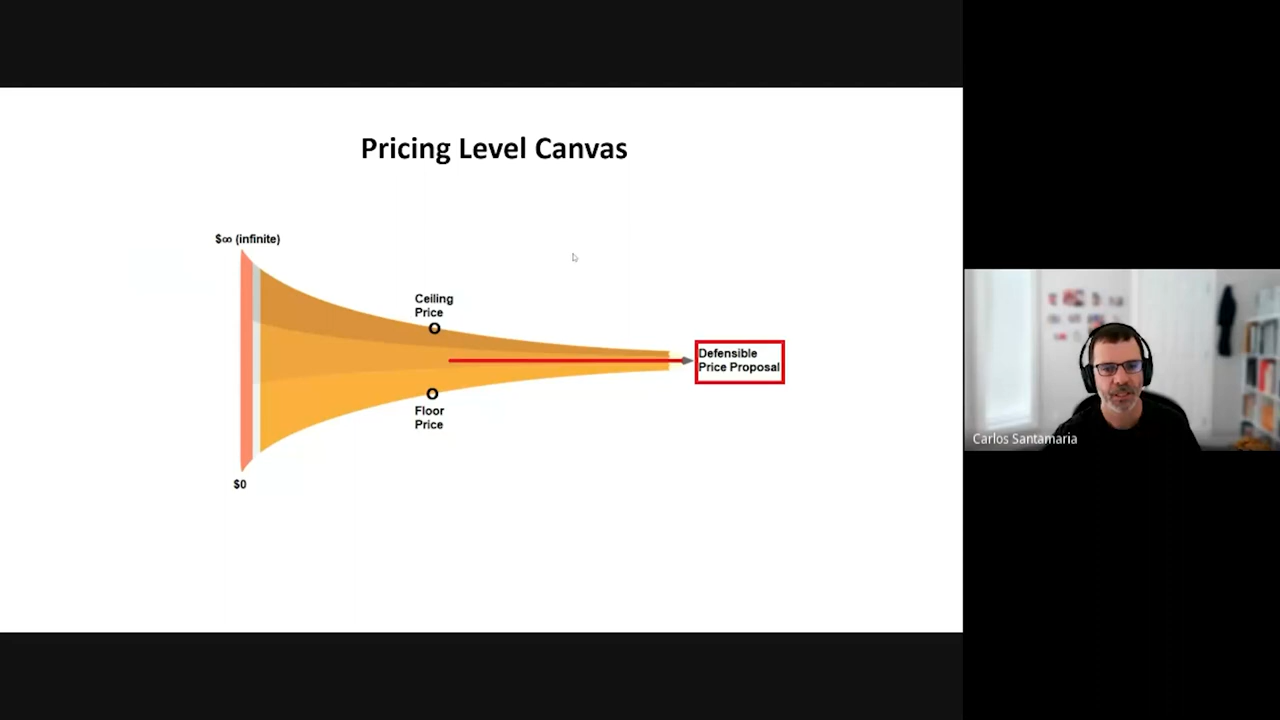 Pricing Level Canvas
$∞ (infinite)
Ceiling
Price
Defensible
Price Proposal
Floor
Price
$0
Carlos Santamaria